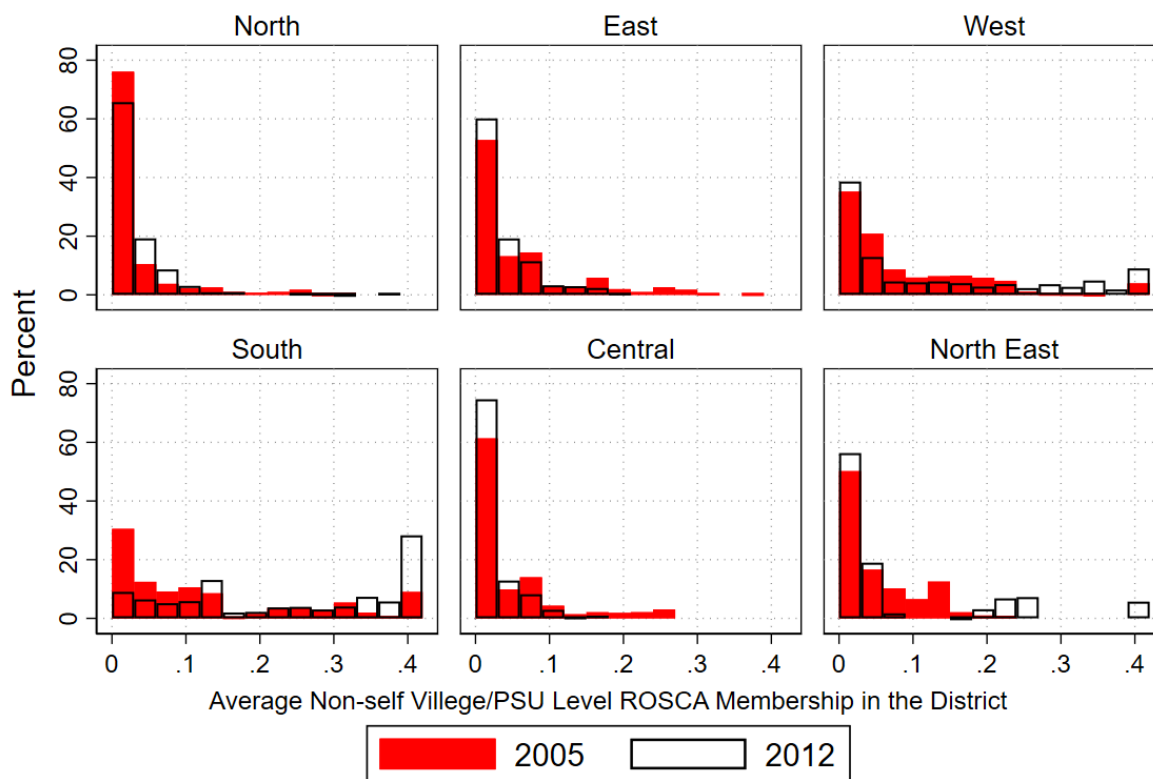 North East West
80
60
40
20
0
South Central North East
80
60
40
20
0
Percent
0 .1 .2 .3 .4 0 .1 .2 .3 .4 0 .1 .2 .3 .4
Average Non-self Villege/PSU Level ROSCA Membership in the District
2005 2012